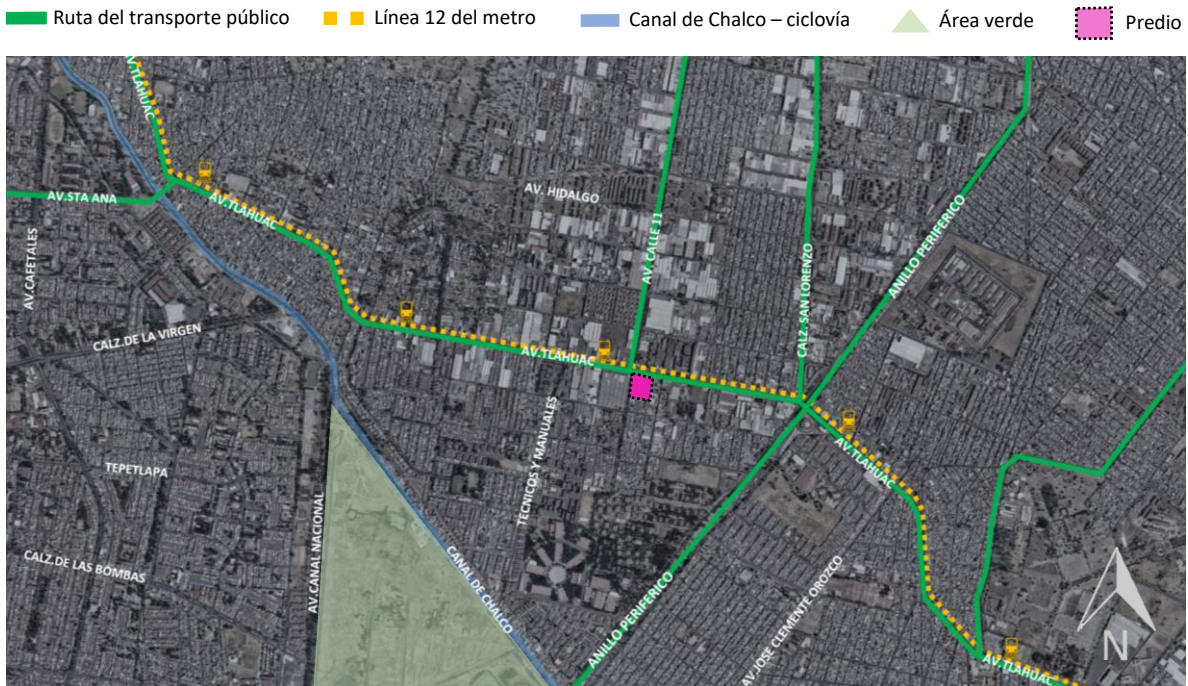 Ruta del transporte público
Línea 12 del metro
Canal de Chalco – ciclovía
Área verde
Predio
AV.TLAHUAC
AV.STA ANA
AV.TLAHUAC
AV. HIDALGO
AV. CALLE 11
CALZ. SAN LORENZO
ANILLO PERIFERICO
AV.CAFETALES
CALZ.DE LA VIRGEN
AV.TLAHUAC
TECNICOS Y MANUALES
AV.TLAHUAC
TEPETLAPA
CALZ.DE LAS BOMBAS
AV.CANAL NACIONAL
CANAL DE CHALCO
ANILLO PERIFERICO
AV.JOSE CLEMENTE OROZCO
AV.TLAHUAC
N